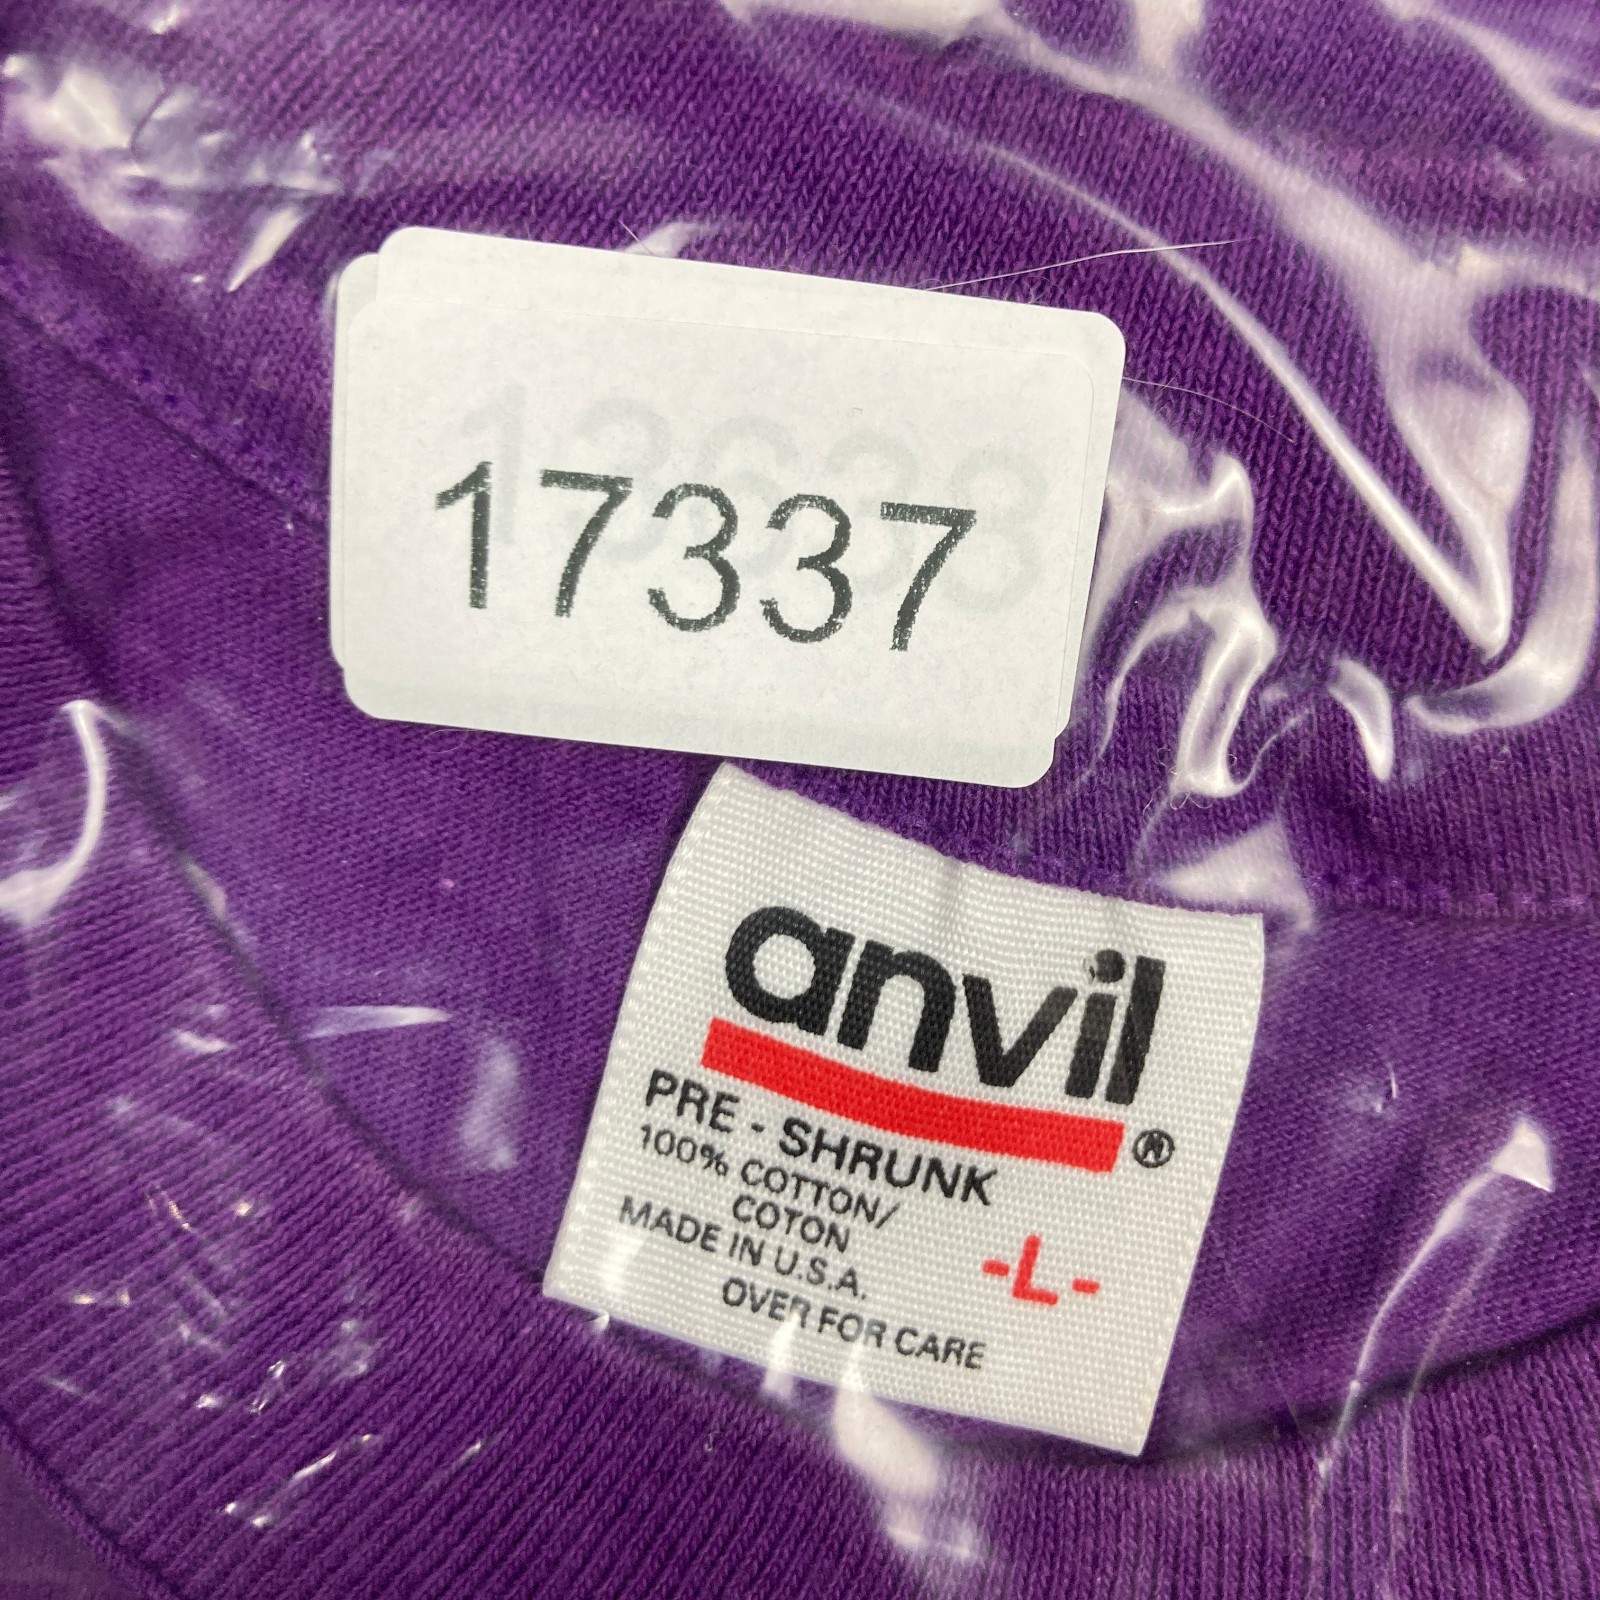 17337
anvil
®
PRE - SHRUNK
100% COTTON/
COTON
MADE IN U.S.A.
-L-
OVER FOR CARE